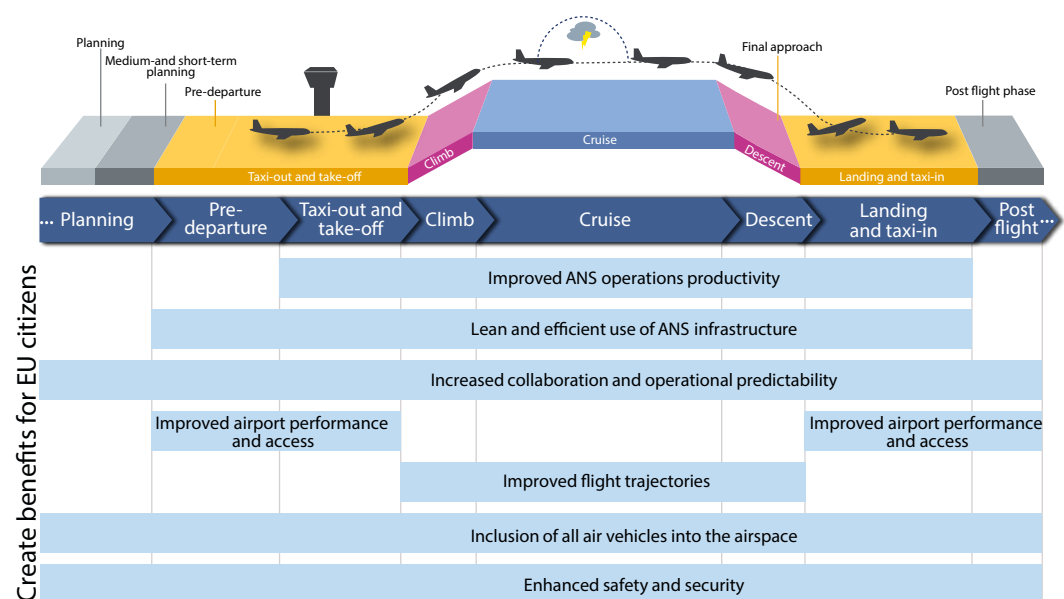 Planning
Medium-and short-term
planning
Pre-departure
Final approach
Post flight phase
Climb
Cruise
Descent
Taxi-out and take-off
Landing and taxi-in
... Planning
Pre-
departure
Taxi-out and
take-off
Climb
Cruise
Descent
Landing
and taxi-in
Post
flight ...
Create benefits for EU citizens
Improved ANS operations productivity
Lean and efficient use of ANS infrastructure
Increased collaboration and operational predictability
Improved airport performance
and access
Improved airport performance
and access
Improved flight trajectories
Inclusion of all air vehicles into the airspace
Enhanced safety and security